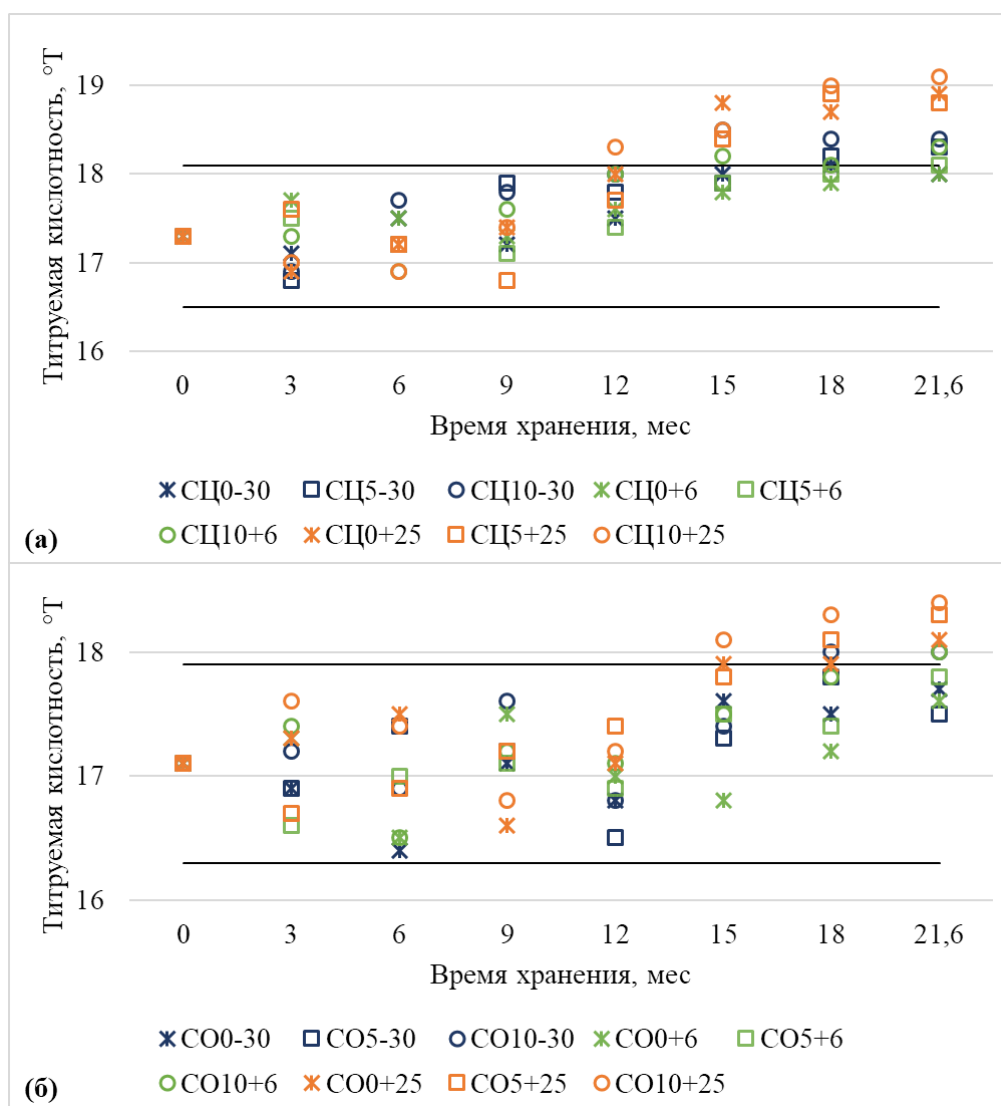 (а)
Титруемая кислотность, °Т
19
18
17
16
0 3 6 9 12 15 18 21,6
Время хранения, мес
СЦ0-30 СЦ5-30 СЦ10-30 СЦ0+6 СЦ5+6
СЦ10+6 СЦ0+25 СЦ5+25 СЦ10+25
(б)
Титруемая кислотность, °Т
18
17
16
0 3 6 9 12 15 18 21,6
Время хранения, мес
СО0-30 СО5-30 СО10-30 СО0+6 СО5+6
СО10+6 СО0+25 СО5+25 СО10+25